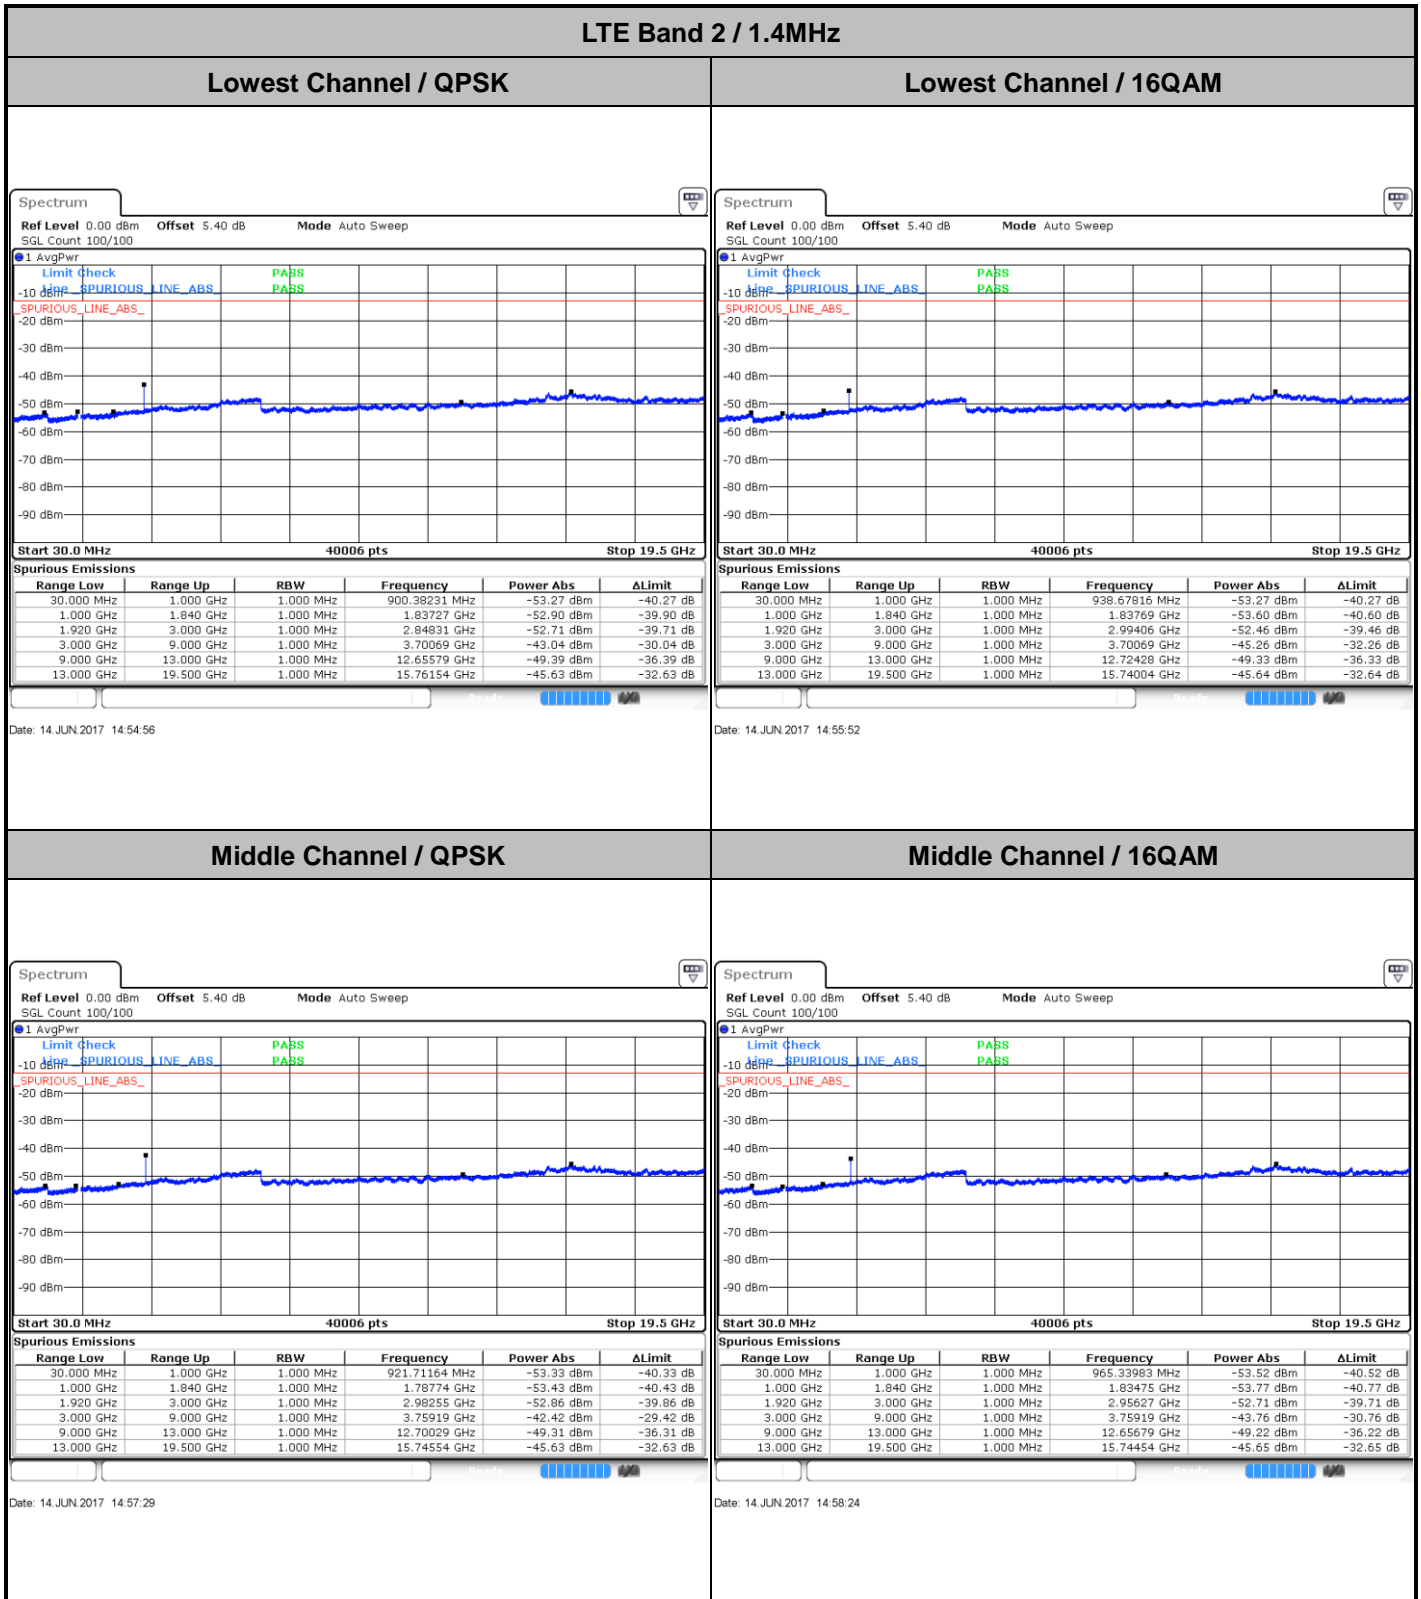 LTE Band 2 / 1.4MHz
Lowest Channel / QPSK
Lowest Channel / 16QAM
Spectrum
Ref Level 0.00 dBm Offset 5.40 dB Mode Auto Sweep
SGL Count 100/100
1 AvgPwr
Limit Check PASS
Line _SPURIOUS_LINE_ABS_ PASS
_SPURIOUS_LINE_ABS_
-10 dBm
-20 dBm
-30 dBm
-40 dBm
-50 dBm
-60 dBm
-70 dBm
-80 dBm
-90 dBm
Start 30.0 MHz 40006 pts Stop 19.5 GHz
Spurious Emissions
Range Low Range Up RBW Frequency Power Abs ΔLimit
30.000 MHz 1.000 GHz 1.000 MHz 900.38231 MHz -53.27 dBm -40.27 dB
1.000 GHz 1.840 GHz 1.000 MHz 1.83727 GHz -52.90 dBm -39.90 dB
1.920 GHz 3.000 GHz 1.000 MHz 2.84831 GHz -52.71 dBm -39.71 dB
3.000 GHz 9.000 GHz 1.000 MHz 3.70069 GHz -43.04 dBm -30.04 dB
9.000 GHz 13.000 GHz 1.000 MHz 12.65579 GHz -49.39 dBm -36.39 dB
13.000 GHz 19.500 GHz 1.000 MHz 15.76154 GHz -45.63 dBm -32.63 dB
Date: 14.JUN.2017 14:54:56
Spectrum
Ref Level 0.00 dBm Offset 5.40 dB Mode Auto Sweep
SGL Count 100/100
1 AvgPwr
Limit Check PASS
Line _SPURIOUS_LINE_ABS_ PASS
_SPURIOUS_LINE_ABS_
-10 dBm
-20 dBm
-30 dBm
-40 dBm
-50 dBm
-60 dBm
-70 dBm
-80 dBm
-90 dBm
Start 30.0 MHz 40006 pts Stop 19.5 GHz
Spurious Emissions
Range Low Range Up RBW Frequency Power Abs ΔLimit
30.000 MHz 1.000 GHz 1.000 MHz 938.67816 MHz -53.27 dBm -40.27 dB
1.000 GHz 1.840 GHz 1.000 MHz 1.83769 GHz -53.60 dBm -40.60 dB
1.920 GHz 3.000 GHz 1.000 MHz 2.99406 GHz -52.46 dBm -39.46 dB
3.000 GHz 9.000 GHz 1.000 MHz 3.70069 GHz -45.26 dBm -32.26 dB
9.000 GHz 13.000 GHz 1.000 MHz 12.72428 GHz -49.33 dBm -36.33 dB
13.000 GHz 19.500 GHz 1.000 MHz 15.74004 GHz -45.64 dBm -32.64 dB
Date: 14.JUN.2017 14:55:52
Middle Channel / QPSK
Middle Channel / 16QAM
Spectrum
Ref Level 0.00 dBm Offset 5.40 dB Mode Auto Sweep
SGL Count 100/100
1 AvgPwr
Limit Check PASS
Line _SPURIOUS_LINE_ABS_ PASS
_SPURIOUS_LINE_ABS_
-10 dBm
-20 dBm
-30 dBm
-40 dBm
-50 dBm
-60 dBm
-70 dBm
-80 dBm
-90 dBm
Start 30.0 MHz 40006 pts Stop 19.5 GHz
Spurious Emissions
Range Low Range Up RBW Frequency Power Abs ΔLimit
30.000 MHz 1.000 GHz 1.000 MHz 921.71164 MHz -53.33 dBm -40.33 dB
1.000 GHz 1.840 GHz 1.000 MHz 1.78774 GHz -53.43 dBm -40.43 dB
1.920 GHz 3.000 GHz 1.000 MHz 2.98255 GHz -52.86 dBm -39.86 dB
3.000 GHz 9.000 GHz 1.000 MHz 3.75919 GHz -42.42 dBm -29.42 dB
9.000 GHz 13.000 GHz 1.000 MHz 12.70029 GHz -49.31 dBm -36.31 dB
13.000 GHz 19.500 GHz 1.000 MHz 15.74554 GHz -45.63 dBm -32.63 dB
Date: 14.JUN.2017 14:57:29
Spectrum
Ref Level 0.00 dBm Offset 5.40 dB Mode Auto Sweep
SGL Count 100/100
1 AvgPwr
Limit Check PASS
Line _SPURIOUS_LINE_ABS_ PASS
_SPURIOUS_LINE_ABS_
-10 dBm
-20 dBm
-30 dBm
-40 dBm
-50 dBm
-60 dBm
-70 dBm
-80 dBm
-90 dBm
Start 30.0 MHz 40006 pts Stop 19.5 GHz
Spurious Emissions
Range Low Range Up RBW Frequency Power Abs ΔLimit
30.000 MHz 1.000 GHz 1.000 MHz 965.33983 MHz -53.52 dBm -40.52 dB
1.000 GHz 1.840 GHz 1.000 MHz 1.83475 GHz -53.77 dBm -40.77 dB
1.920 GHz 3.000 GHz 1.000 MHz 2.95627 GHz -52.71 dBm -39.71 dB
3.000 GHz 9.000 GHz 1.000 MHz 3.75919 GHz -43.76 dBm -30.76 dB
9.000 GHz 13.000 GHz 1.000 MHz 12.65679 GHz -49.22 dBm -36.22 dB
13.000 GHz 19.500 GHz 1.000 MHz 15.74454 GHz -45.65 dBm -32.65 dB
Date: 14.JUN.2017 14:58:24